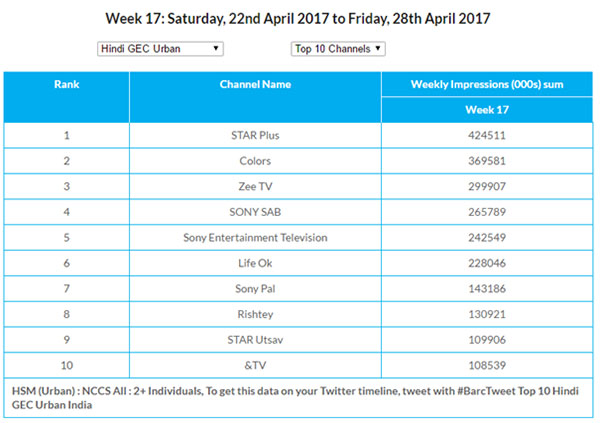 Week 17: Saturday, 22nd April 2017 to Friday, 28th April 2017
Hindi GEC Urban Top 10 Channels
Rank Channel Name Weekly Impressions (000s) sum
Week 17
1 STAR Plus 424511
2 Colors 369581
3 Zee TV 299907
4 SONY SAB 265789
5 Sony Entertainment Television 242549
6 Life Ok 228046
7 Sony Pal 143186
8 Rishtey 130921
9 STAR Utsav 109906
10 &TV 108539
HSM (Urban) : NCCS All : 2+ Individuals, To get this data on your Twitter timeline, tweet with #BarcTweet Top 10 Hindi
GEC Urban India